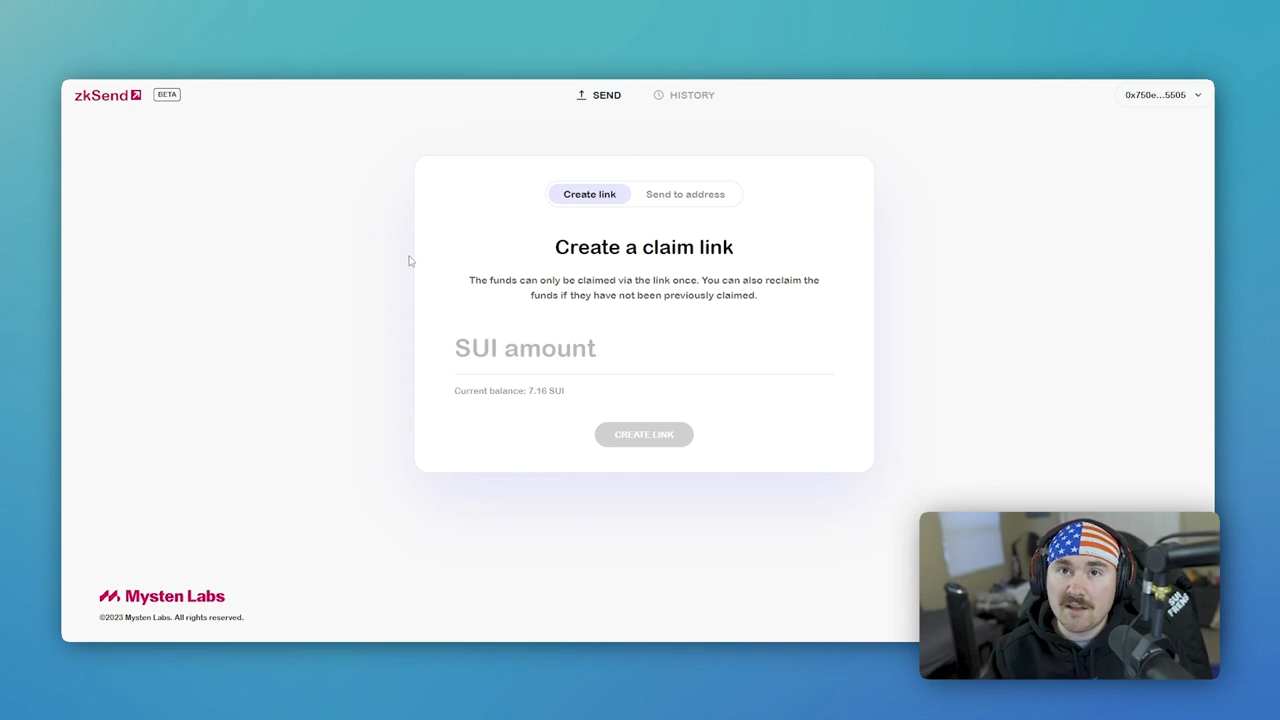 zkSend
BETA
SEND
HISTORY
0x750e...5505
Create link
Send to address
Create a claim link
The funds can only be claimed via the link once. You can also reclaim the
funds if they have not been previously claimed.
SUI amount
Current balance: 7.16 SUI
CREATE LINK
Mysten Labs
©2023 Mysten Labs. All rights reserved.
SUI